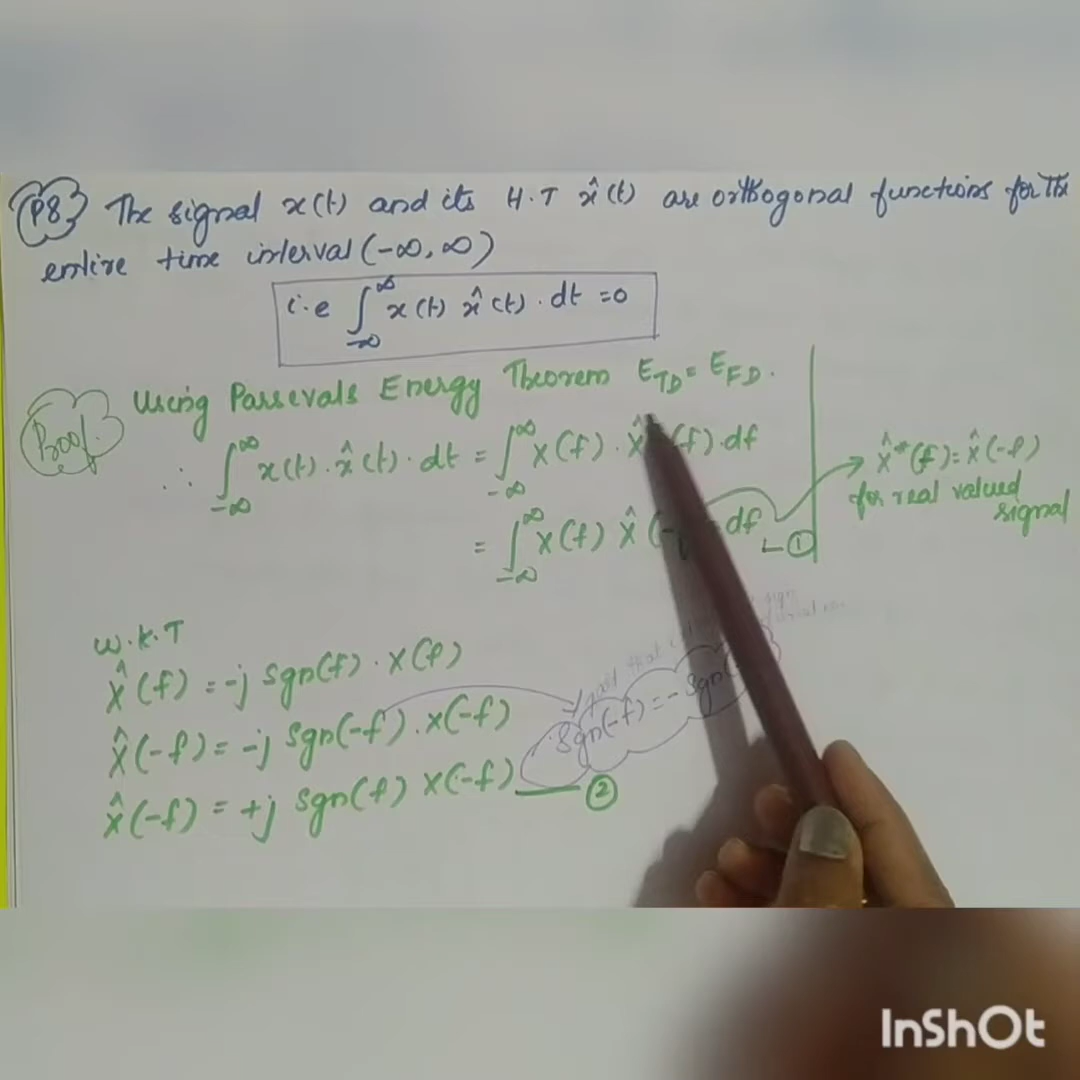 P8 The signal x(t) and its H.T x̂(t) are orthogonal functions for the
entire time interval (-∞, ∞)
i.e ∫_{-∞}^{∞} x(t) x̂(t) · dt = 0
Proof Using Parsevals Energy Theorem E_TD = E_FD.
∴ ∫_{-∞}^{∞} x(t) · x̂(t) · dt = ∫_{-∞}^{∞} X(f) · X̂ (f) · df
= ∫_{-∞}^{∞} X(f) X̂ (- df ①
X̂*(f) = X̂(-f)
for real valued
signal
W.K.T
X̂(f) = -j sgn(f) · X(f)
X̂(-f) = -j sgn(-f) · X(-f)
X̂(-f) = +j sgn(f) X(-f) ②
sgn(-f) = - sgn(
InShOt